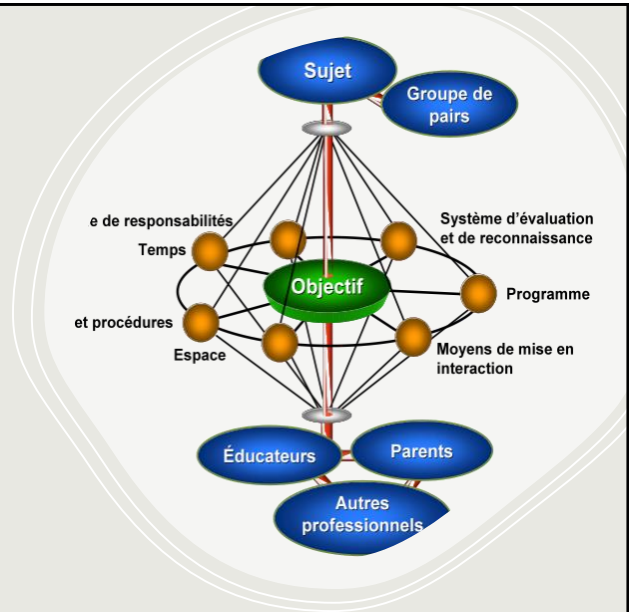 Sujet
Groupe de
pairs
e de responsabilités
Temps
Système d’évaluation
et de reconnaissance
Objectif
Programme
et procédures
Espace
Moyens de mise en
interaction
Éducateurs
Parents
Autres
professionnels